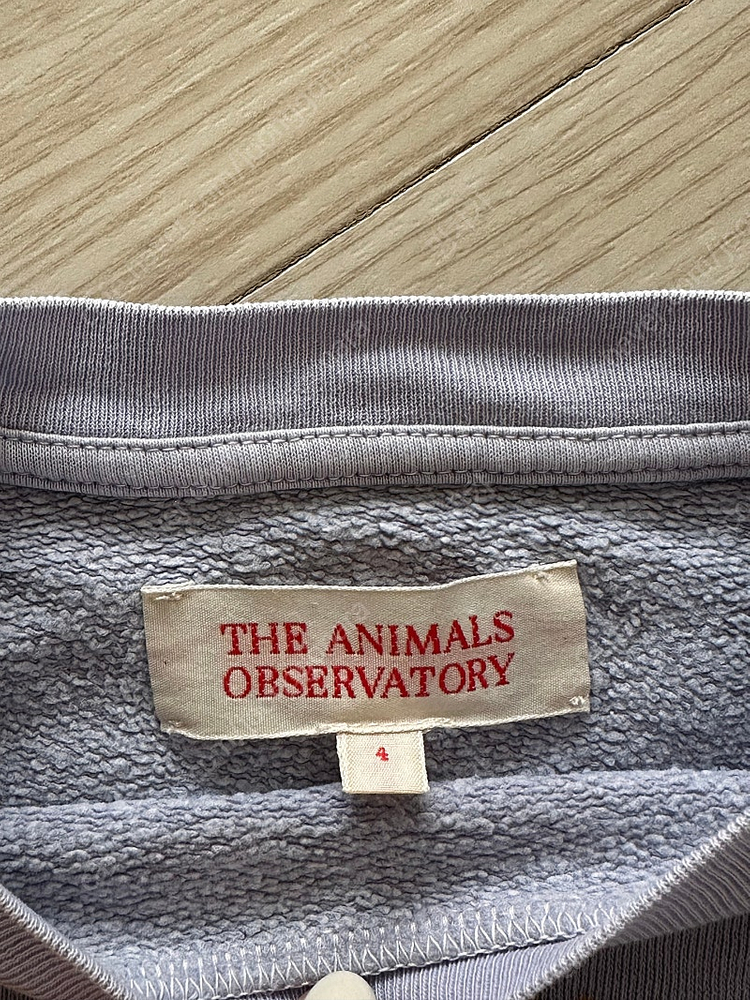 THE ANIMALS
OBSERVATORY
4